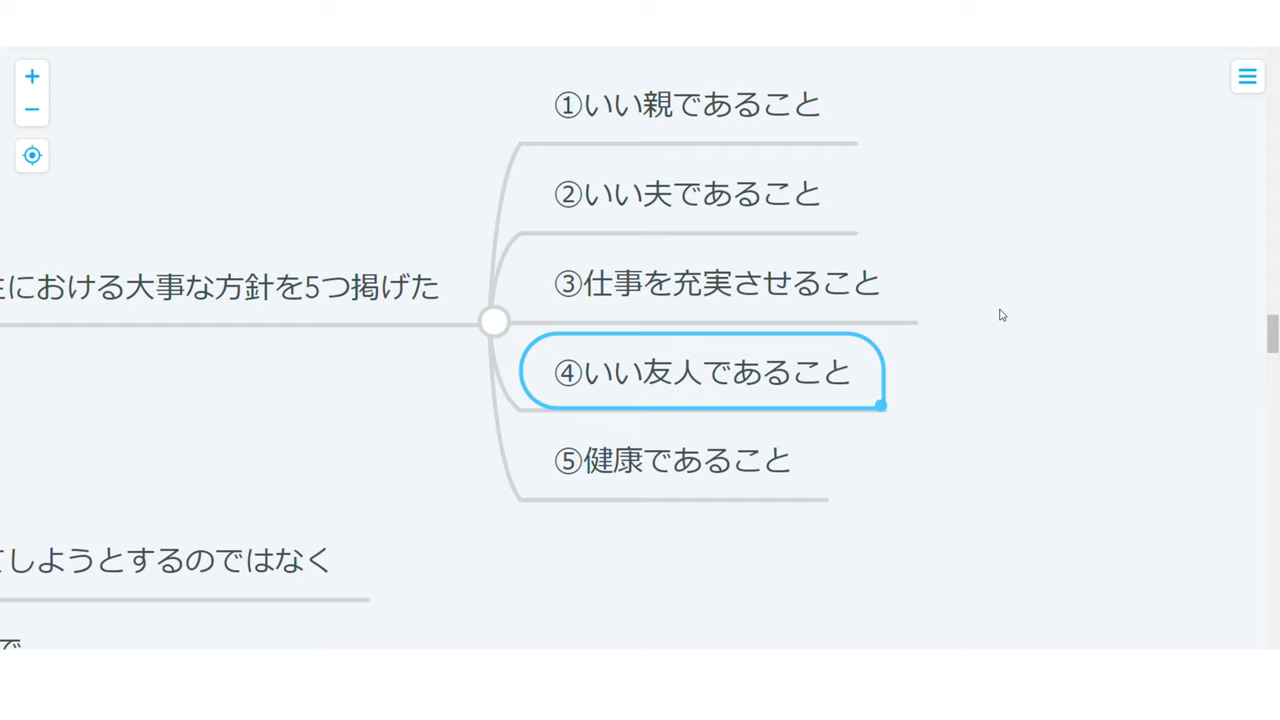 ①いい親であること
②いい夫であること
③仕事を充実させること
における大事な方針を5つ掲げた
④いい友人であること
⑤健康であること
しようとするのではなく
で